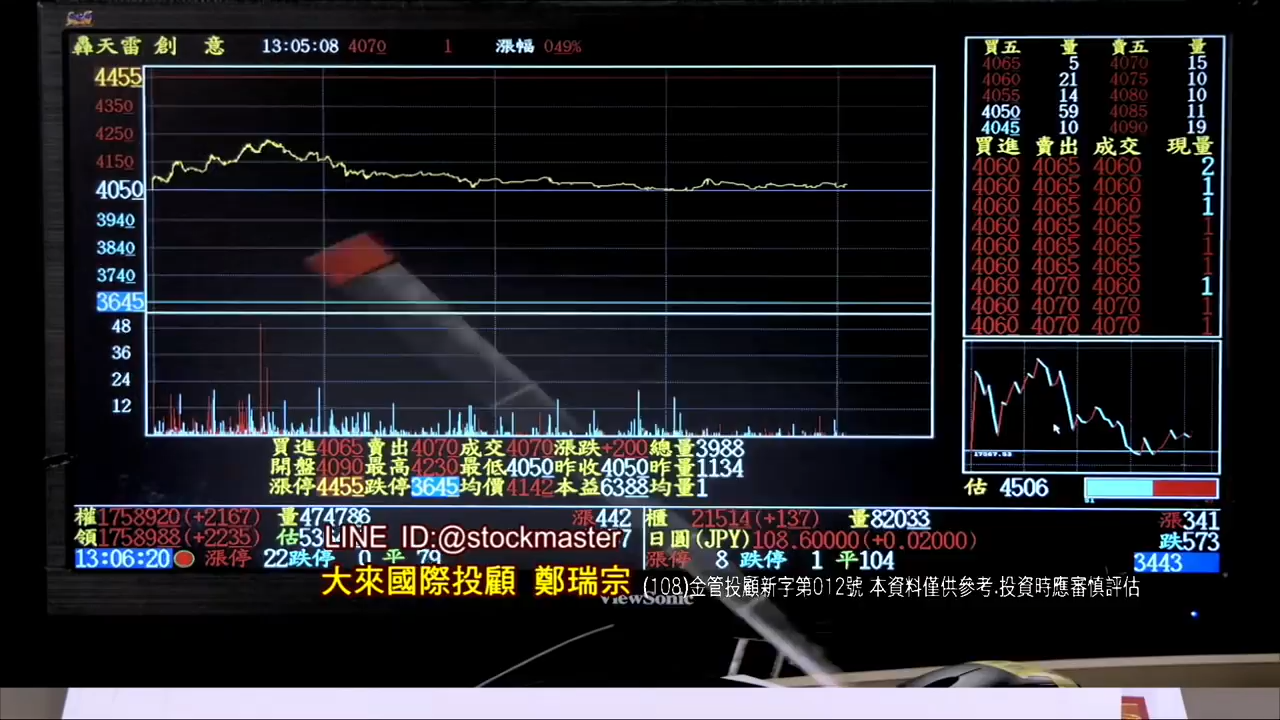 轟天雷 創 意 13:05:08 4070 1 漲幅 049%
4455
4350
4250
4150
4050
3940
3840
3740
3645
48
36
24
12
買五 量 賣五 量
4065 5 4070 15
4060 21 4075 10
4055 14 4080 10
4050 59 4085 11
4045 10 4090 19
買進 賣出 成交 現量
4060 4065 4060 2
4060 4065 4060 1
4060 4065 4060 1
4060 4065 4065 1
4060 4065 4065 1
4060 4065 4065 1
4060 4070 4060 1
4060 4070 4070 1
4060 4070 4070 1
估 4506
買進4065賣出4070成交4070漲跌+200總量3988
開盤4090最高4230最低4050昨收4050昨量1134
漲停4455跌停3645均價4142本益6388均量1
權1758920(+2167) 量474786 漲442
領1758988(+2235) 估53 7
13:06:20 漲停 22跌停 0 平 79
櫃 21514(+137) 量82033 漲341
日圓(JPY)108.60000(+0.02000) 跌573
漲停 8 跌停 1 平104 3443
LINE ID:@stockmaster
大來國際投顧 鄭瑞宗 (108)金管投顧新字第012號 本資料僅供參考.投資時應審慎評估
ViewSonic